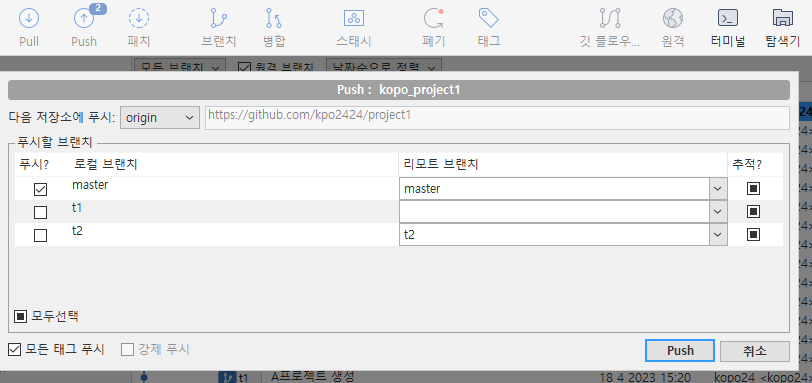 2
Pull Push 패치 브랜치 병합 스태시 폐기 태그 깃 플로우... 원격 터미널 탐색기
모든 브랜치 원격 브랜치 날짜순으로 정렬
Push : kopo_project1
다음 저장소에 푸시: origin https://github.com/kpo2424/project1
푸시할 브랜치
푸시? 로컬 브랜치 리모트 브랜치 추적?
master master
t1
t2 t2
모두선택
모든 태그 푸시 강제 푸시 Push 취소
t1 A프로젝트 생성 18 4 2023 15:20 kopo24 <kopo24